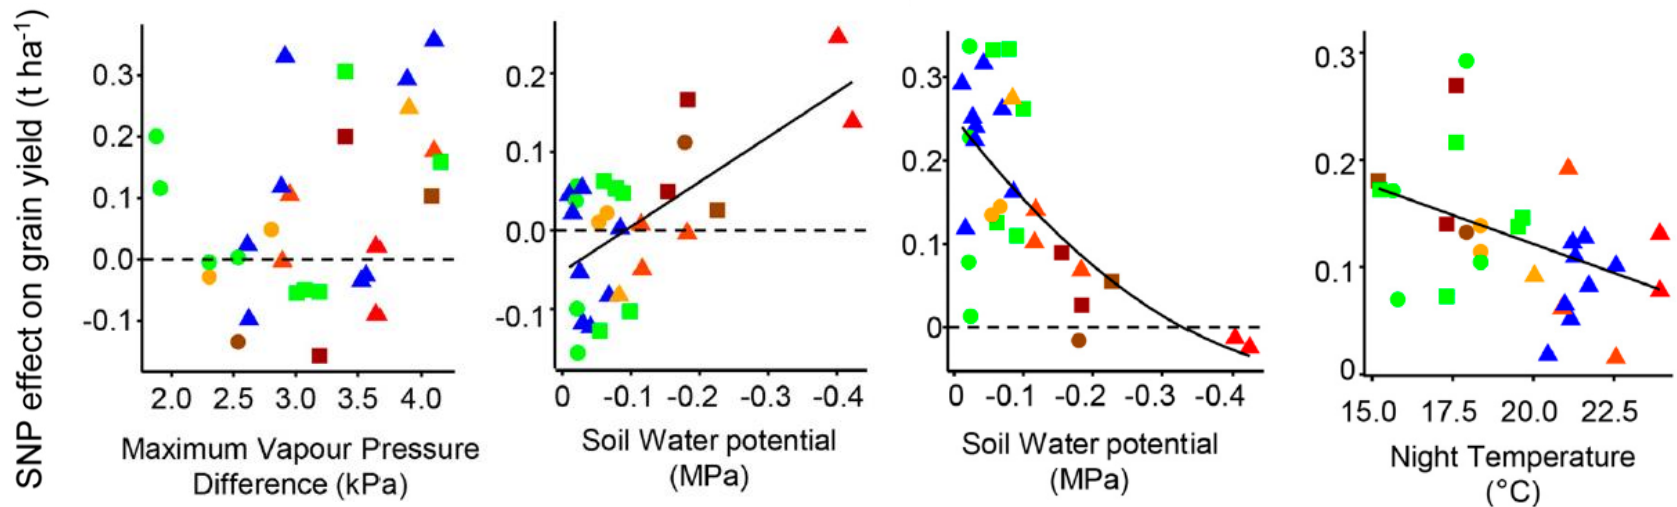 SNP effect on grain yield (t ha⁻¹)
0.3
0.2
0.1
0.0
-0.1
2.0 2.5 3.0 3.5 4.0
Maximum Vapour Pressure
Difference (kPa)
0.2
0.1
0.0
-0.1
0 -0.1 -0.2 -0.3 -0.4
Soil Water potential
(MPa)
0.3
0.2
0.1
0
0 -0.1 -0.2 -0.3 -0.4
Soil Water potential
(MPa)
0.3
0.2
0.1
0
15.0 17.5 20.0 22.5
Night Temperature
(°C)